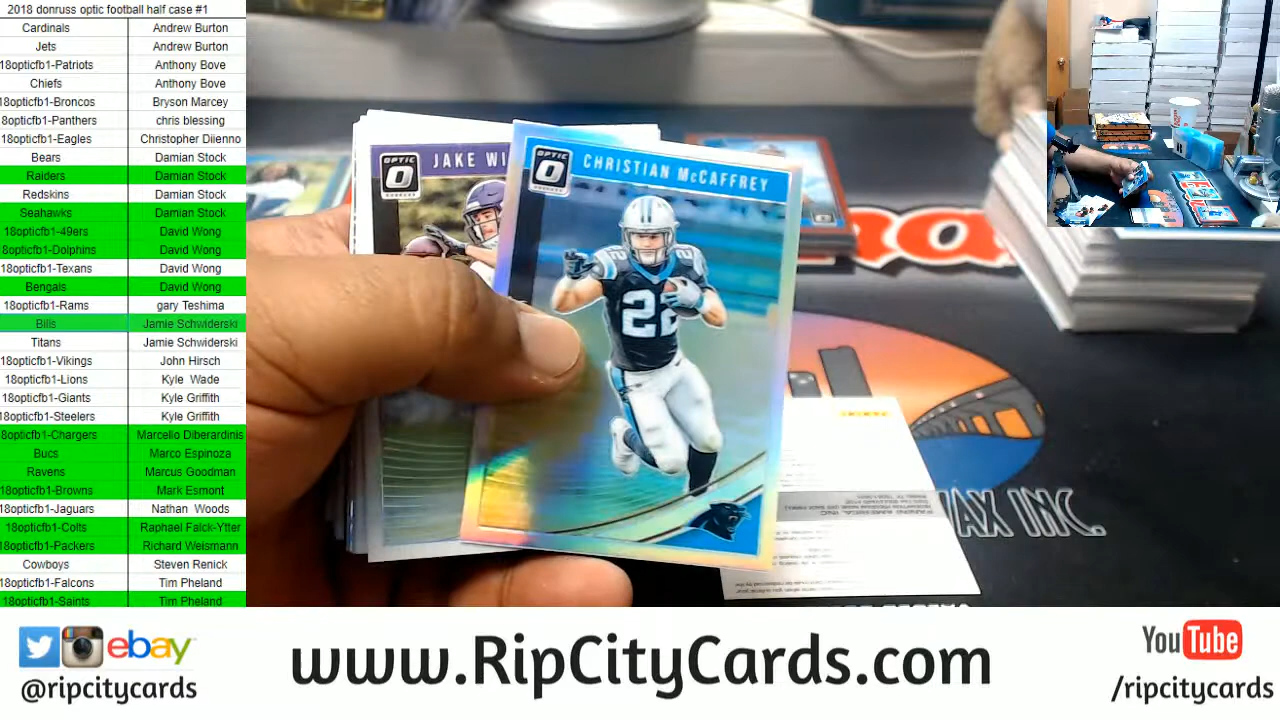 2018 donruss optic football half case #1
Cardinals Andrew Burton
Jets Andrew Burton
18opticfb1-Patriots Anthony Bove
Chiefs Anthony Bove
18opticfb1-Broncos Bryson Marcey
8opticfb1-Panthers chris blessing
18opticfb1-Eagles Christopher Diienno
Bears Damian Stock
Raiders Damian Stock
Redskins Damian Stock
Seahawks Damian Stock
18opticfb1-49ers David Wong
8opticfb1-Dolphins David Wong
18opticfb1-Texans David Wong
Bengals David Wong
18opticfb1-Rams gary Teshima
Bills Jamie Schwiderski
Titans Jamie Schwiderski
18opticfb1-Vikings John Hirsch
18opticfb1-Lions Kyle Wade
18opticfb1-Giants Kyle Griffith
18opticfb1-Steelers Kyle Griffith
8opticfb1-Chargers Marcello Diberardinis
Bucs Marco Espinoza
Ravens Marcus Goodman
18opticfb1-Browns Mark Esmont
18opticfb1-Jaguars Nathan Woods
18opticfb1-Colts Raphael Falck-Ytter
18opticfb1-Packers Richard Weismann
Cowboys Steven Renick
18opticfb1-Falcons Tim Pheland
18opticfb1-Saints Tim Pheland
OPTIC
JAKE WI
OPTIC
CHRISTIAN McCAFFREY
22
AX INC.
ebay
@ripcitycards
www.RipCityCards.com
YouTube
/ripcitycards